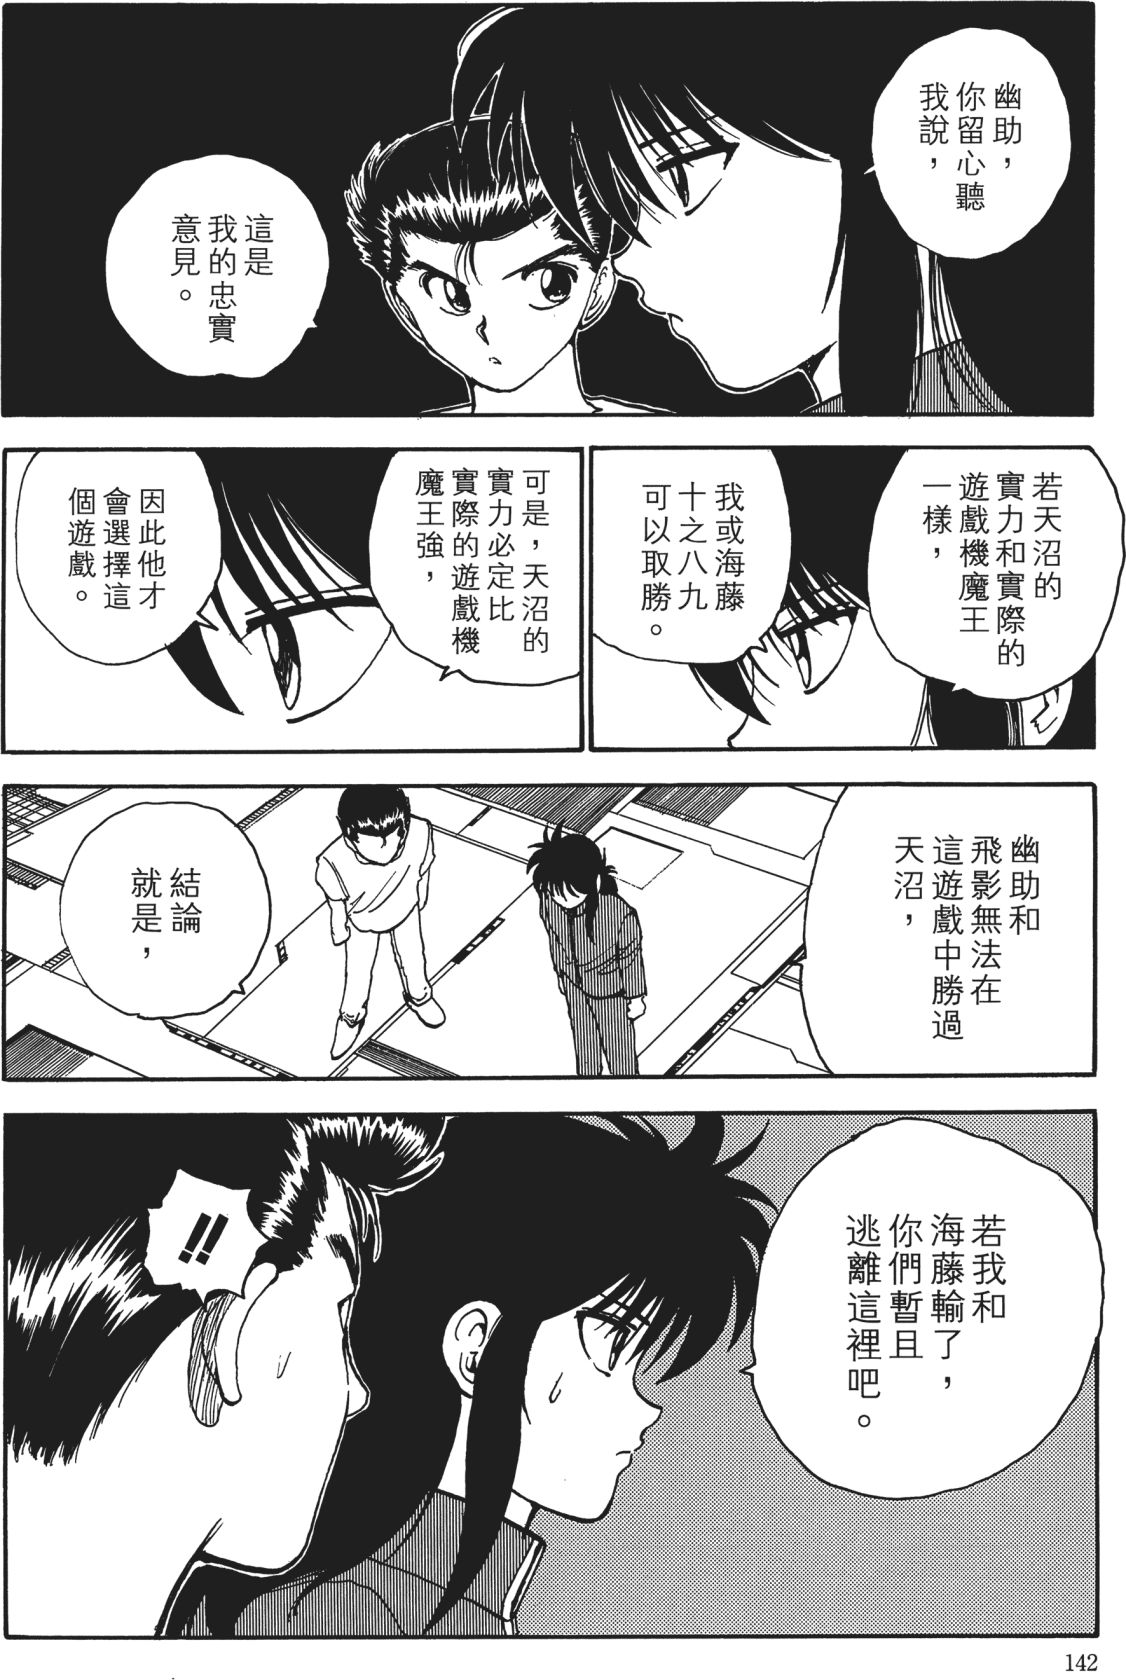 幽助，
你留心聽
我說，
這是
我的忠實
意見。
若天沼的
實力和實際的
遊戲機魔王
一樣，
我或海藤
十之八九
可以取勝。
可是，天沼的
實力必定比
實際的遊戲機
魔王強，
因此他才
會選擇這
個遊戲。
幽助和
飛影無法在
這遊戲中勝過
天沼，
結論
就是，
若我和
海藤輸了，
你們暫且
逃離這裡吧。
!!
142